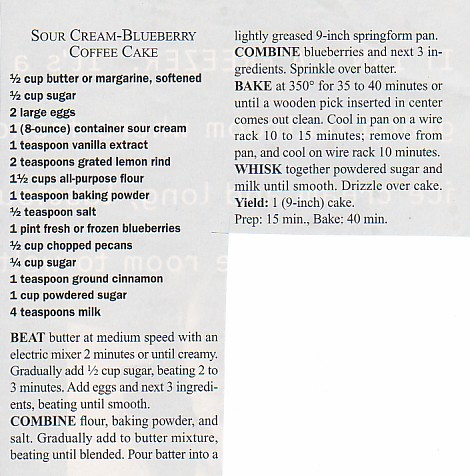 SOUR CREAM-BLUEBERRY
COFFEE CAKE
½ cup butter or margarine, softened
½ cup sugar
2 large eggs
1 (8-ounce) container sour cream
1 teaspoon vanilla extract
2 teaspoons grated lemon rind
1½ cups all-purpose flour
1 teaspoon baking powder
½ teaspoon salt
1 pint fresh or frozen blueberries
½ cup chopped pecans
¼ cup sugar
1 teaspoon ground cinnamon
1 cup powdered sugar
4 teaspoons milk
BEAT butter at medium speed with an
electric mixer 2 minutes or until creamy.
Gradually add ½ cup sugar, beating 2 to
3 minutes. Add eggs and next 3 ingredi-
ents, beating until smooth.
COMBINE flour, baking powder, and
salt. Gradually add to butter mixture,
beating until blended. Pour batter into a
lightly greased 9-inch springform pan.
COMBINE blueberries and next 3 in-
gredients. Sprinkle over batter.
BAKE at 350° for 35 to 40 minutes or
until a wooden pick inserted in center
comes out clean. Cool in pan on a wire
rack 10 to 15 minutes; remove from
pan, and cool on wire rack 10 minutes.
WHISK together powdered sugar and
milk until smooth. Drizzle over cake.
Yield: 1 (9-inch) cake.
Prep: 15 min., Bake: 40 min.